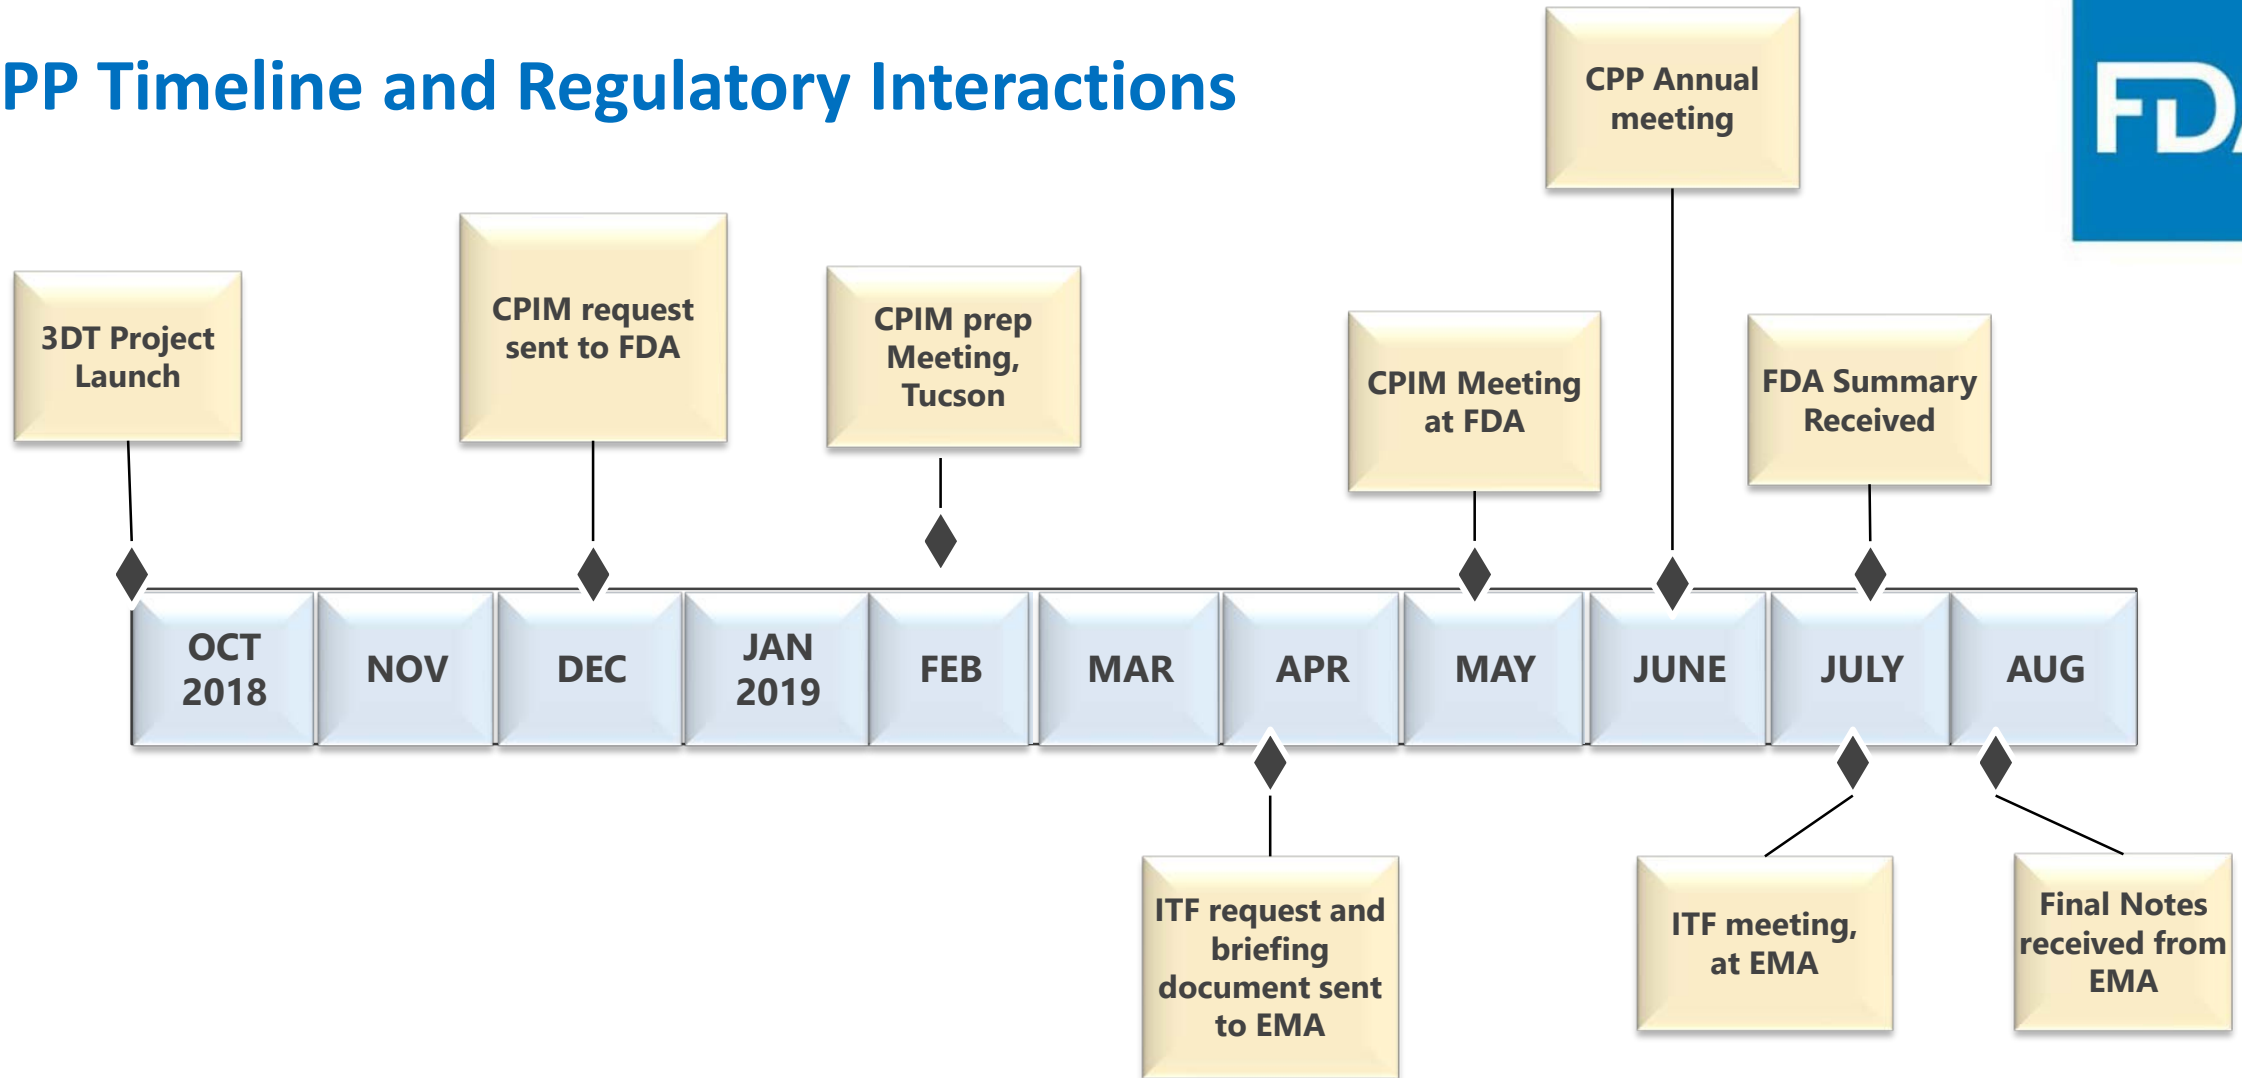 PP Timeline and Regulatory Interactions
FDA
CPP Annual
meeting
3DT Project
Launch
CPIM request
sent to FDA
CPIM prep
Meeting,
Tucson
CPIM Meeting
at FDA
FDA Summary
Received
OCT
2018
NOV
DEC
JAN
2019
FEB
MAR
APR
MAY
JUNE
JULY
AUG
ITF request and
briefing
document sent
to EMA
ITF meeting,
at EMA
Final Notes
received from
EMA